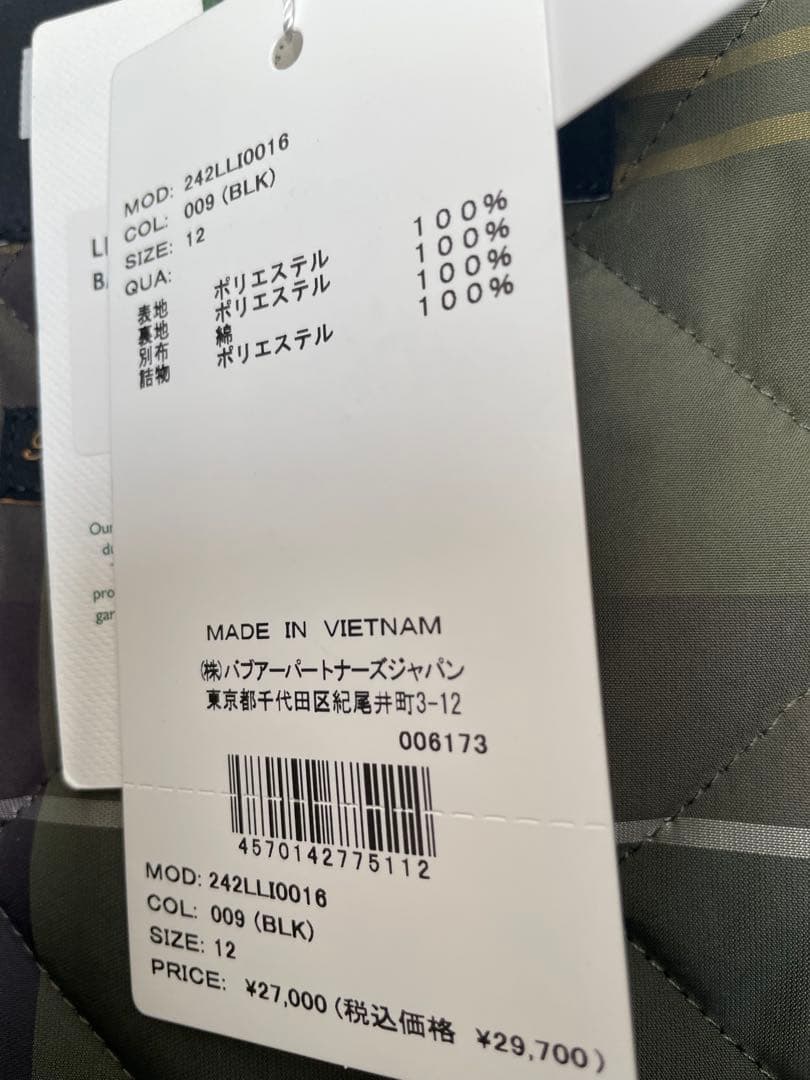 MOD: 242LLI0016
COL: 009 (BLK)
SIZE: 12
QUA:
表地 ポリエステル 100%
裏地 ポリエステル 100%
別布 綿 100%
詰物 ポリエステル 100%
MADE IN VIETNAM
(株)バブアーパートナーズジャパン
東京都千代田区紀尾井町3-12
006173
4570142775112
MOD: 242LLI0016
COL: 009 (BLK)
SIZE: 12
PRICE: ¥27,000 (税込価格 ¥29,700)
Our